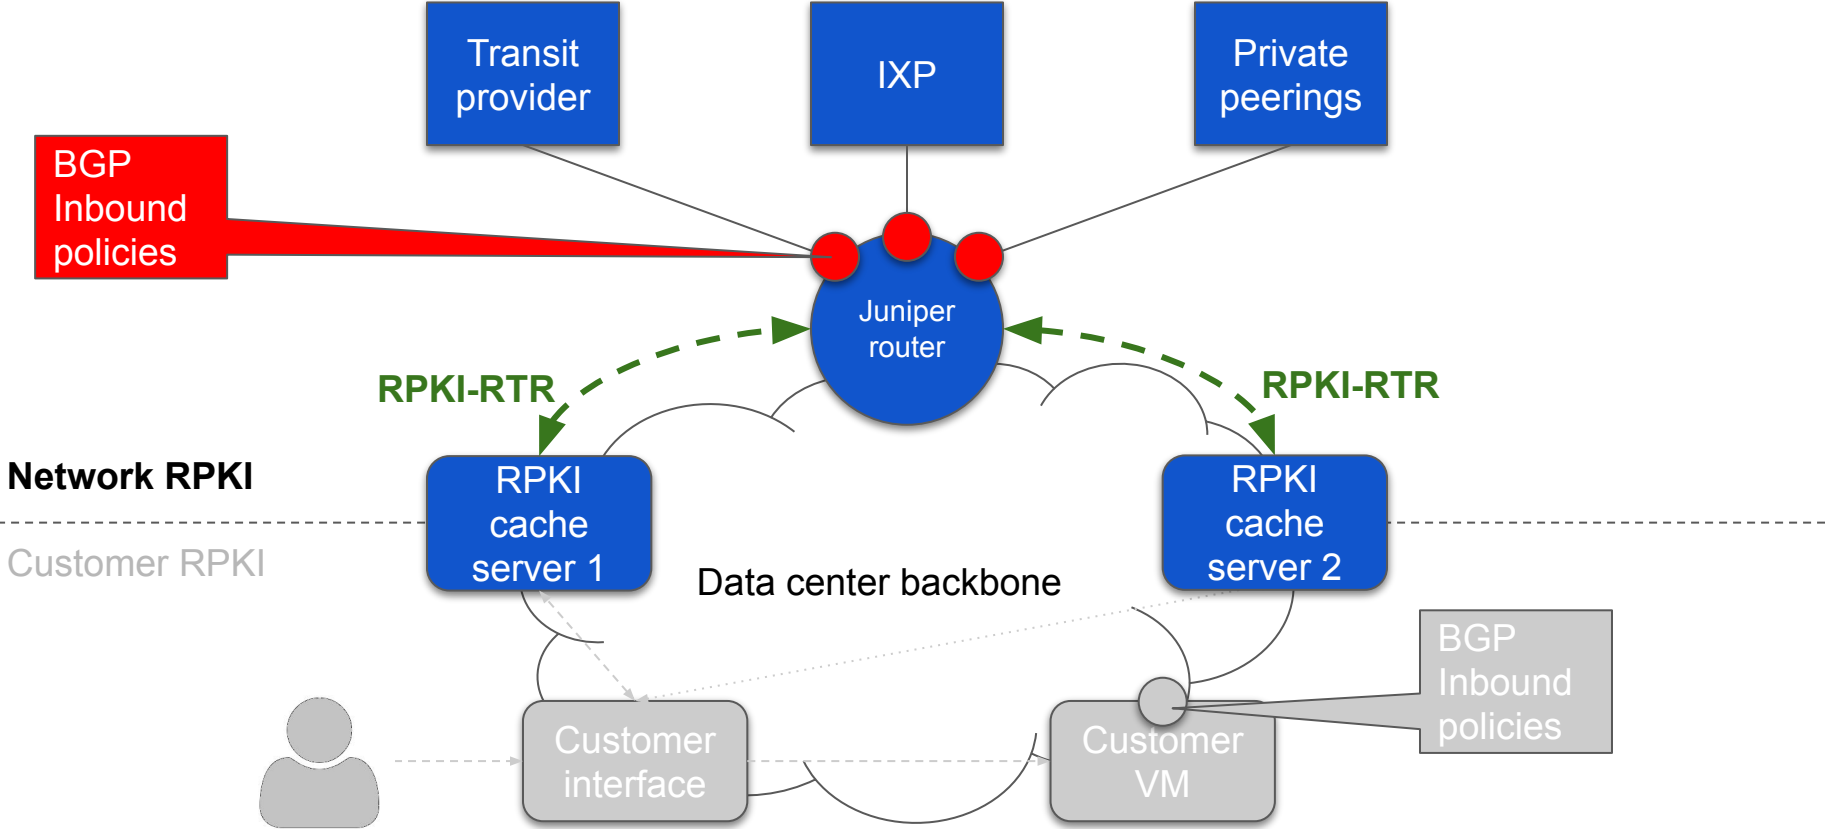 Transit
provider
IXP
Private
peerings
BGP
Inbound
policies
Juniper
router
RPKI-RTR
RPKI-RTR
Network RPKI
RPKI
cache
server 1
RPKI
cache
server 2
Customer RPKI
Data center backbone
BGP
Inbound
policies
Customer
interface
Customer
VM